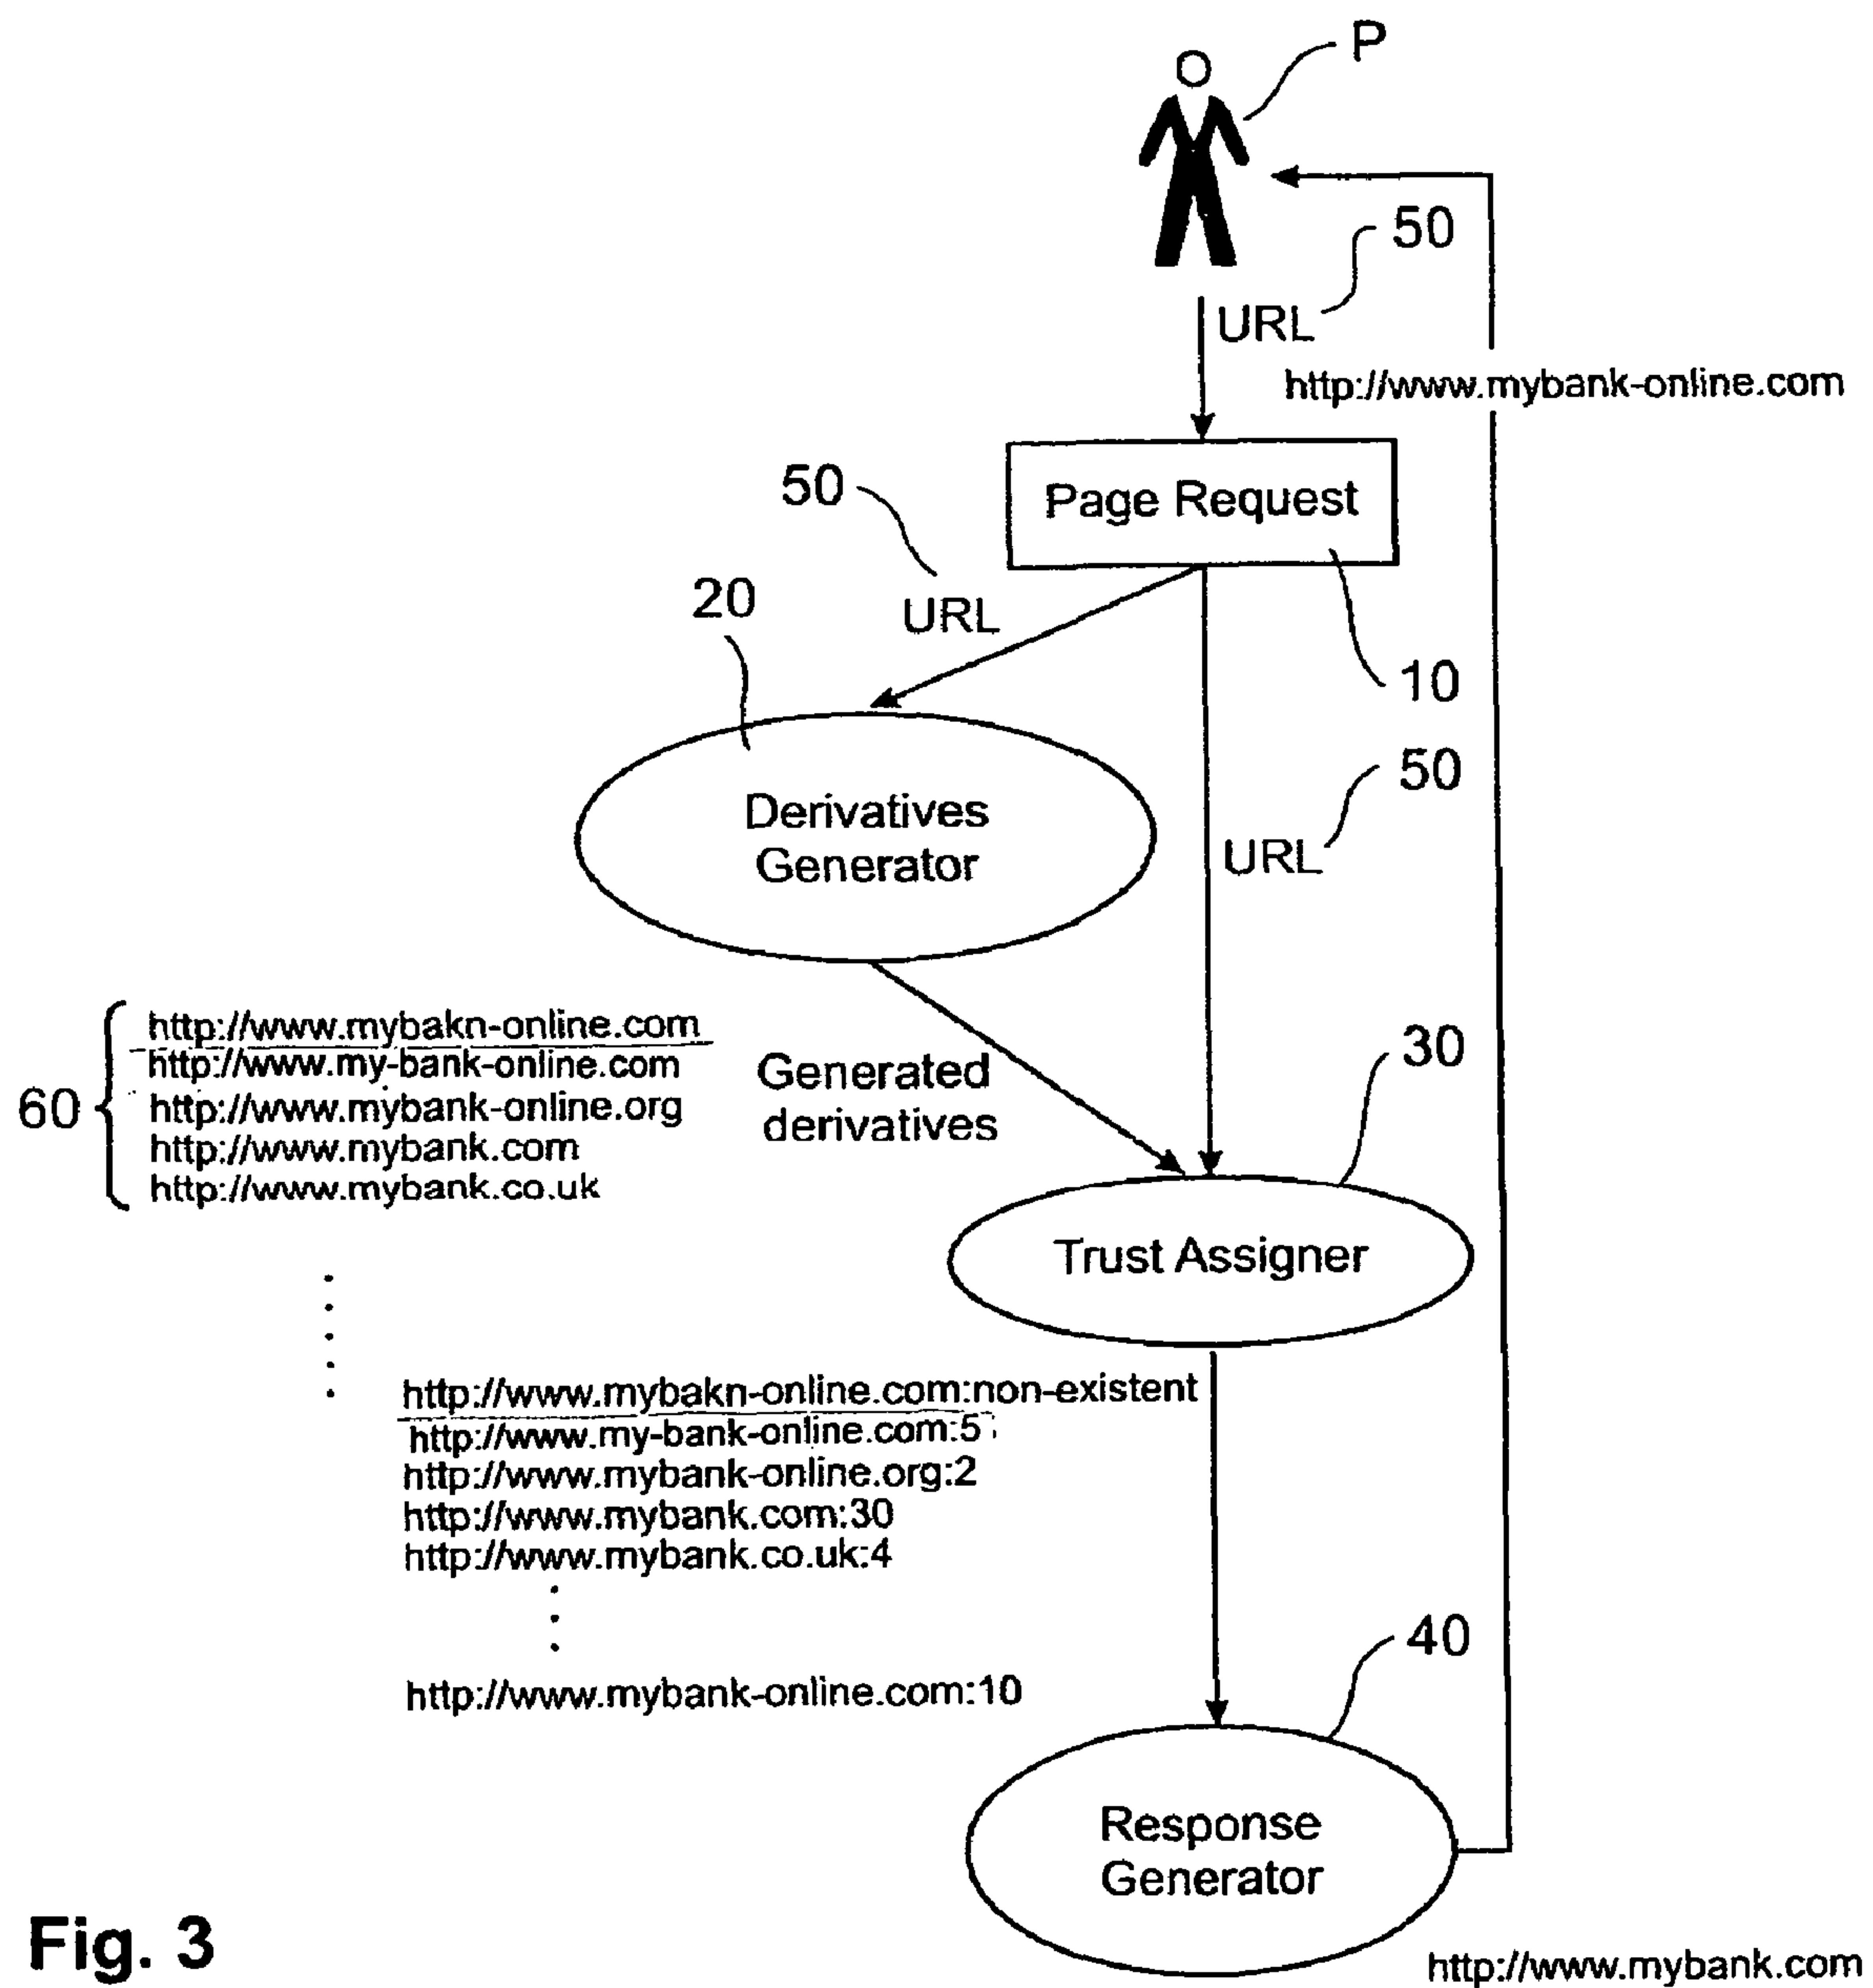 P
50
URL
http://www.mybank-online.com
Page Request
50
URL
20
10
50
URL
Derivatives
Generator
60
http://www.mybakn-online.com
http://www.my-bank-online.com
http://www.mybank-online.org
http://www.mybank.com
http://www.mybank.co.uk
Generated
derivatives
30
Trust Assigner
http://www.mybakn-online.com:non-existent
http://www.my-bank-online.com:5
http://www.mybank-online.org:2
http://www.mybank.com:30
http://www.mybank.co.uk:4
http://www.mybank-online.com:10
40
Response
Generator
Fig. 3
http://www.mybank.com